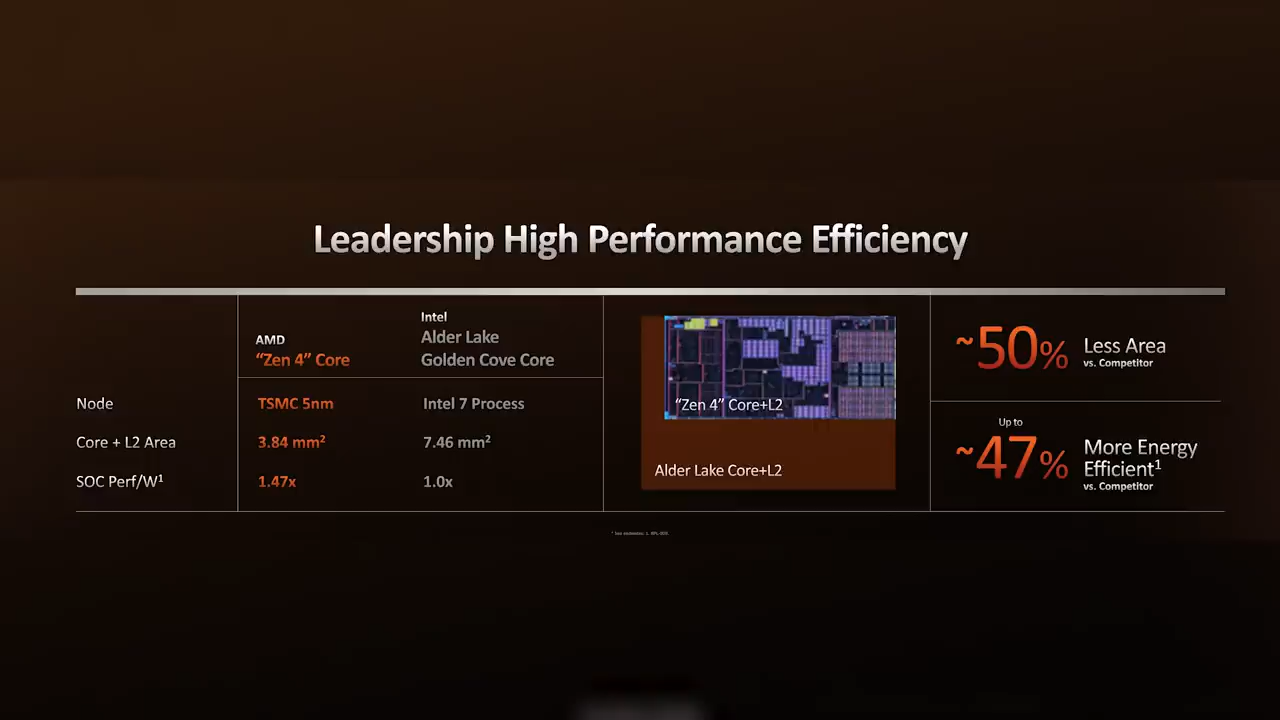 Leadership High Performance Efficiency
AMD
"Zen 4" Core
Intel
Alder Lake
Golden Cove Core
Node
TSMC 5nm
Intel 7 Process
Core + L2 Area
3.84 mm²
7.46 mm²
SOC Perf/W¹
1.47x
1.0x
"Zen 4" Core+L2
Alder Lake Core+L2
~50%
Less Area
vs. Competitor
Up to
~47%
More Energy
Efficient¹
vs. Competitor